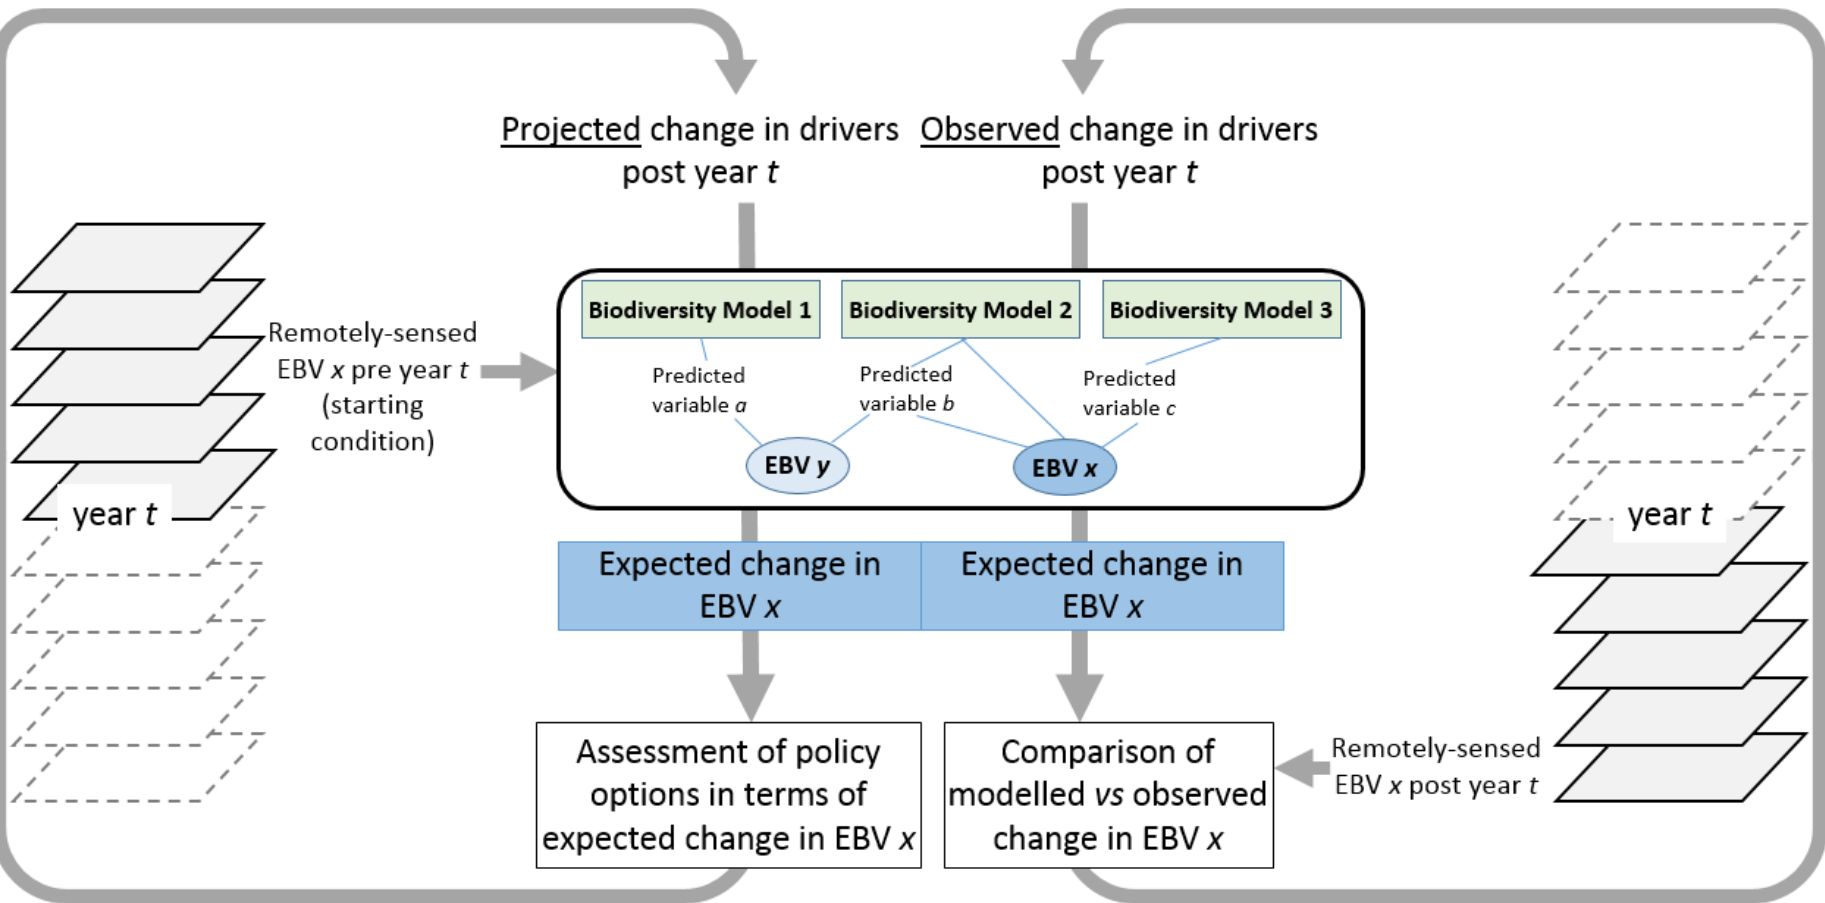 Projected change in drivers
post year t
Observed change in drivers
post year t
Remotely-sensed
EBV x pre year t
(starting
condition)
year t
Biodiversity Model 1
Biodiversity Model 2
Biodiversity Model 3
Predicted
variable a
Predicted
variable b
Predicted
variable c
EBV y
EBV x
year t
Expected change in
EBV x
Expected change in
EBV x
Assessment of policy
options in terms of
expected change in EBV x
Comparison of
modelled vs observed
change in EBV x
Remotely-sensed
EBV x post year t